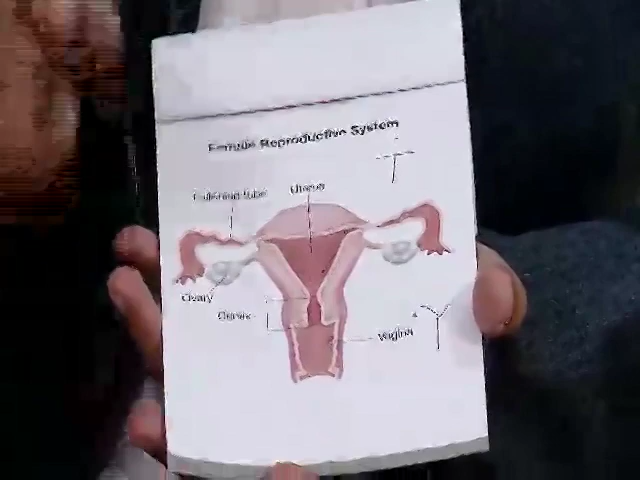 Female Reproductive System
Fallopian tube
Uterus
Ovary
Cervix
Vagina